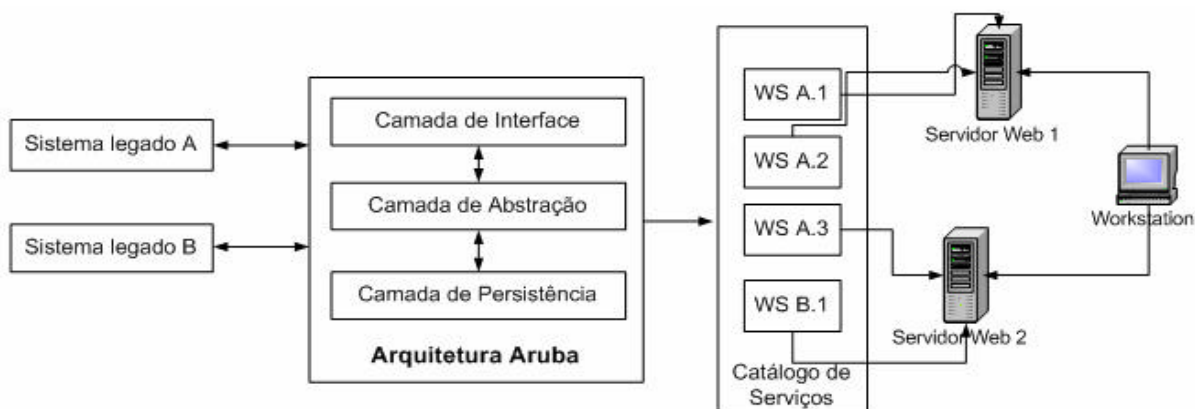 Sistema legado A
Sistema legado B
Camada de Interface
Camada de Abstração
Camada de Persistência
Arquitetura Aruba
WS A.1
WS A.2
WS A.3
WS B.1
Catálogo de
Serviços
Servidor Web 1
Workstation
Servidor Web 2